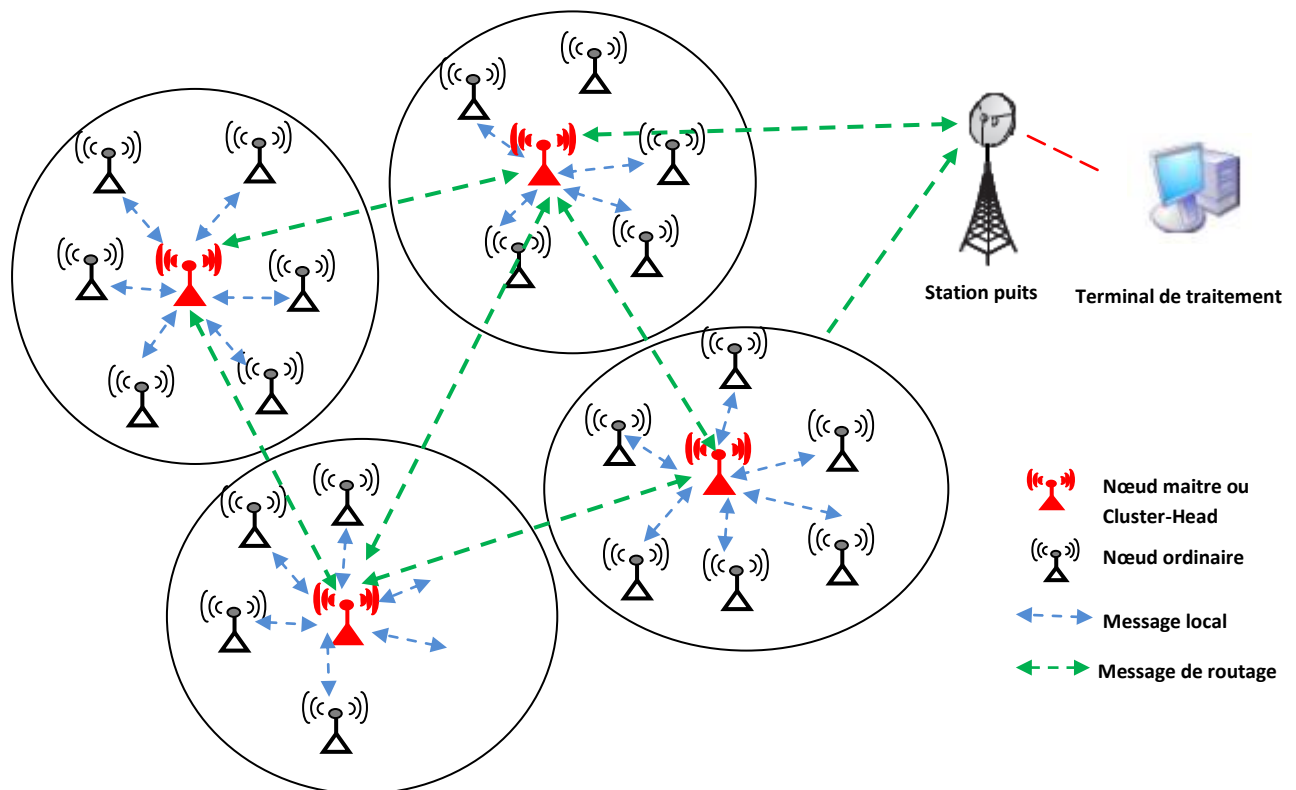 Station puits
Terminal de traitement
Nœud maitre ou
Cluster-Head
Nœud ordinaire
Message local
Message de routage